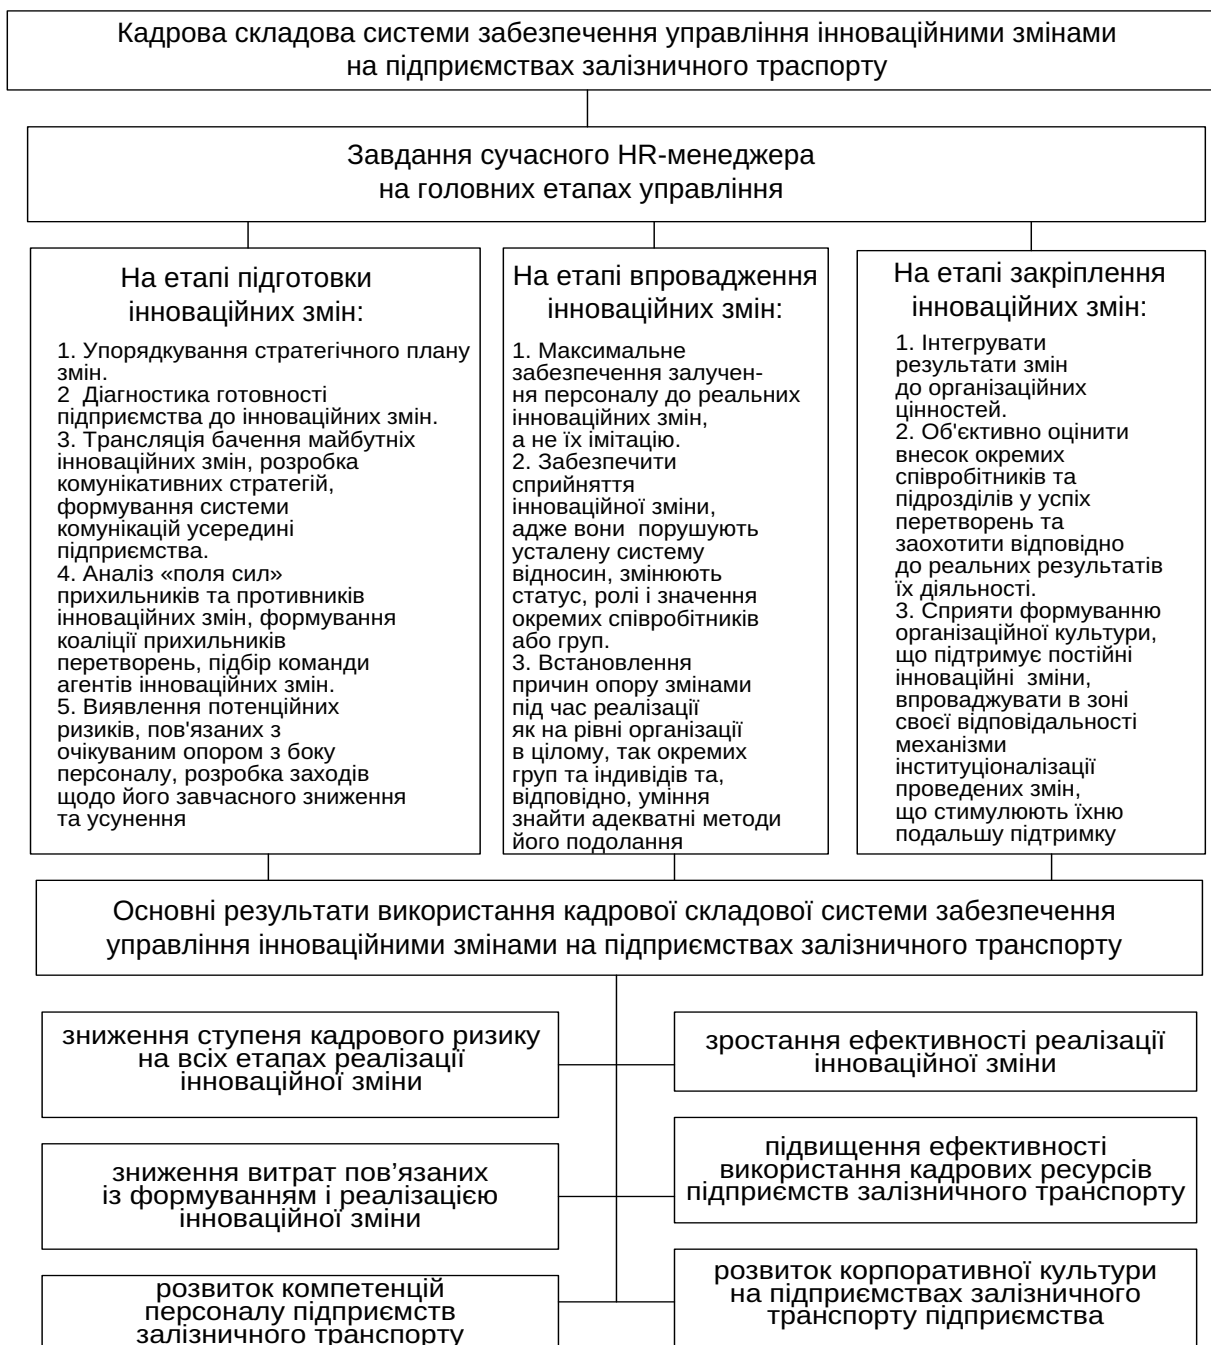 Кадрова складова системи забезпечення управління інноваційними змінами
на підприємствах залізничного траспорту
Завдання сучасного HR-менеджера
на головних етапах управління
На етапі підготовки
інноваційних змін:
1. Упорядкування стратегічного плану
змін.
2  Діагностика готовності
підприємства до інноваційних змін.
3. Трансляція бачення майбутніх
інноваційних змін, розробка
комунікативних стратегій,
формування системи
комунікацій усередині
підприємства.
4. Аналіз «поля сил»
прихильників та противників
інноваційних змін, формування
коаліції прихильників
перетворень, підбір команди
агентів інноваційних змін.
5. Виявлення потенційних
ризиків, пов'язаних з
очікуваним опором з боку
персоналу, розробка заходів
щодо його завчасного зниження
та усунення
На етапі впровадження
інноваційних змін:
1. Максимальне
забезпечення залучен-
ня персоналу до реальних
інноваційних змін,
а не їх імітацію.
2. Забезпечити
сприйняття
інноваційної зміни,
адже вони  порушують
усталену систему
відносин, змінюють
статус, ролі і значення
окремих співробітників
або груп.
3. Встановлення
причин опору змінами
під час реалізації
як на рівні організації
в цілому, так окремих
груп та індивідів та,
відповідно, уміння
знайти адекватні методи
його подолання
На етапі закріплення
інноваційних змін:
1. Інтегрувати
результати змін
до організаційних
цінностей.
2. Об'єктивно оцінити
внесок окремих
співробітників та
підрозділів у успіх
перетворень та
заохотити відповідно
до реальних результатів
їх діяльності.
3. Сприяти формуванню
організаційної культури,
що підтримує постійні
інноваційні  зміни,
впроваджувати в зоні
своєї відповідальності
механізми
інституціоналізації
проведених змін,
що стимулюють їхню
подальшу підтримку
Основні результати використання кадрової складової системи забезпечення
управління інноваційними змінами на підприємствах залізничного транспорту
зниження ступеня кадрового ризику
на всіх етапах реалізації
інноваційної зміни
зростання ефективності реалізації
інноваційної зміни
зниження витрат пов’язаних
із формуванням і реалізацією
інноваційної зміни
підвищення ефективності
використання кадрових ресурсів
підприємств залізничного транспорту
розвиток компетенцій
персоналу підприємств
залізничного транспорту
розвиток корпоративної культури
на підприємствах залізничного
транспорту підприємства